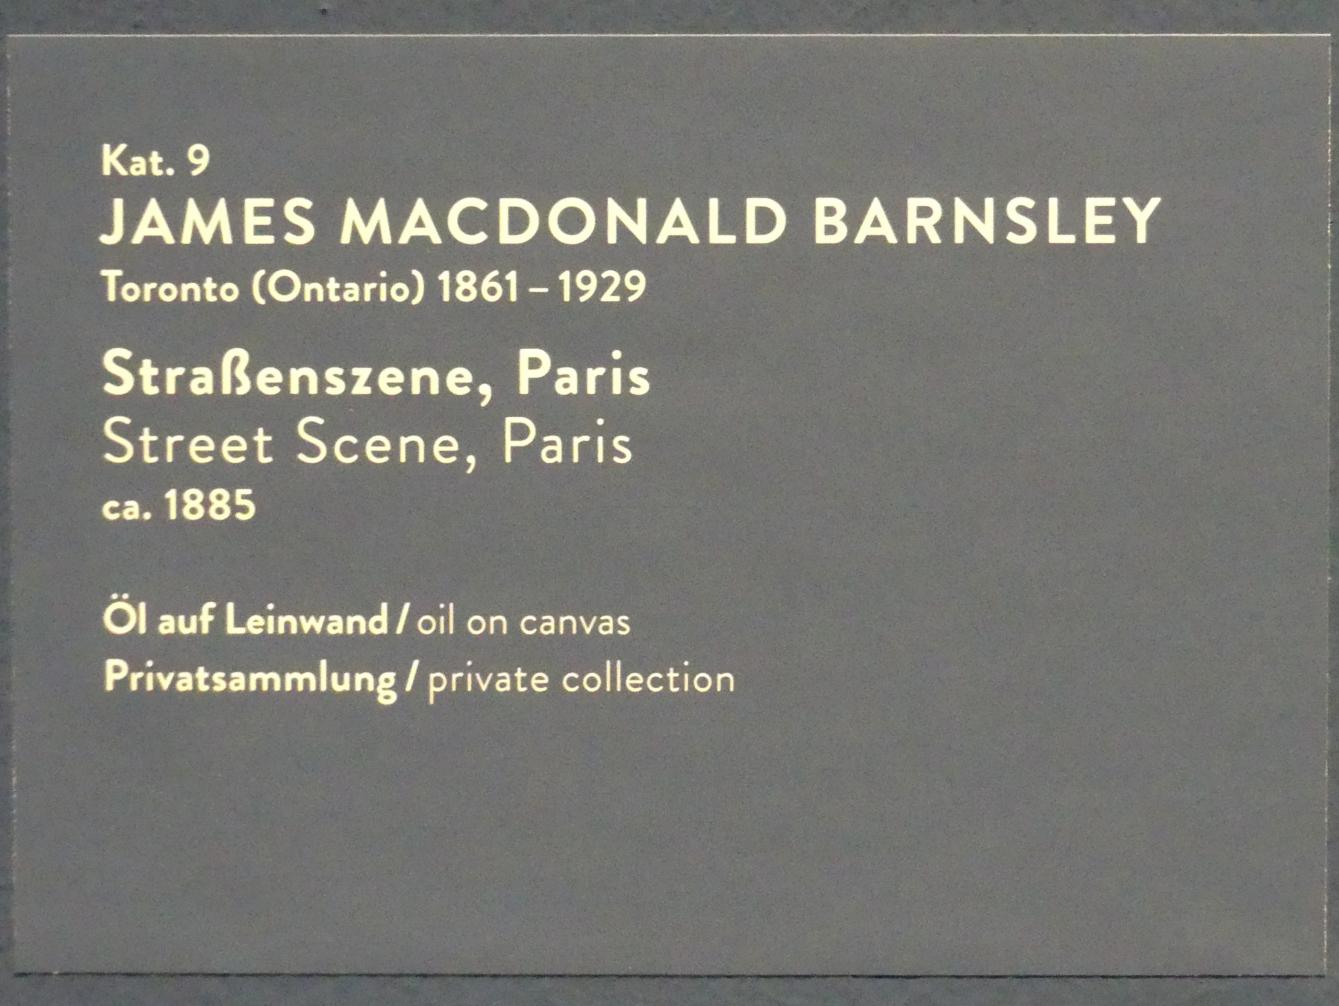 Kat. 9
JAMES MACDONALD BARNSLEY
Toronto (Ontario) 1861 – 1929
Straßenszene, Paris
Street Scene, Paris
ca. 1885
Öl auf Leinwand / oil on canvas
Privatsammlung / private collection